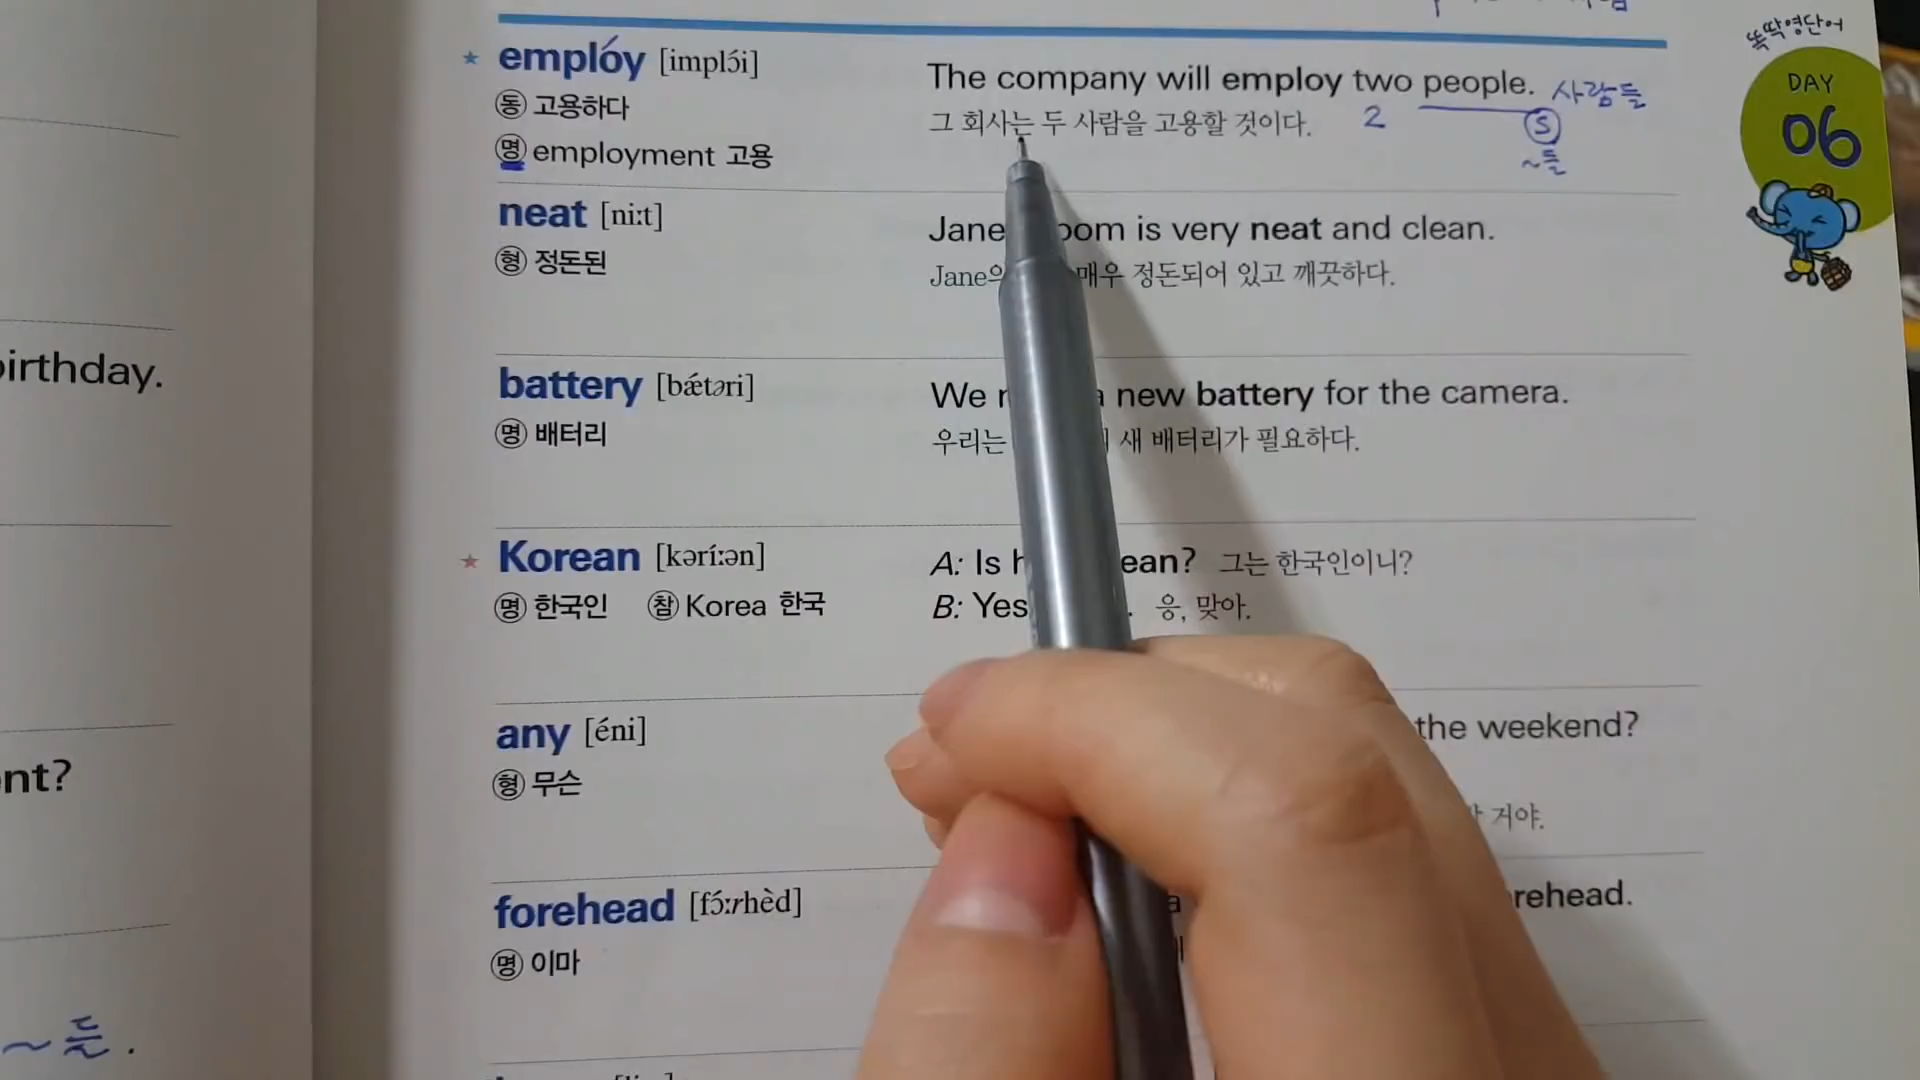 employ [implɔ́i]
동 고용하다
명 employment 고용
The company will employ two people. 사람들
그 회사는 두 사람을 고용할 것이다. 2 S
~들
neat [niːt]
형 정돈된
Jane oom is very neat and clean.
Jane의 매우 정돈되어 있고 깨끗하다.
battery [bǽtəri]
명 배터리
We a new battery for the camera.
우리는 새 배터리가 필요하다.
Korean [kəríːən]
명 한국인 참 Korea 한국
A: Is ean? 그는 한국인이니?
B: Yes . 응, 맞아.
any [éni]
형 무슨
the weekend?
거야.
forehead [fɔ́ːrhèd]
명 이마
a rehead.
똑딱영단어
DAY
06
birthday.
nt?
~들.